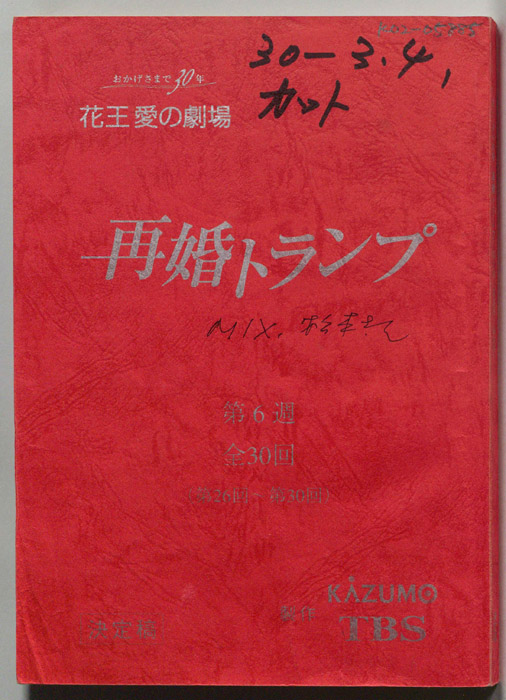 30-3.4,
カット
おかげさまで30年
花王 愛の劇場
再婚トランプ
MIX.
第6週
全30回
(第26回~第30回)
決定稿
製作 KAZUMO
TBS